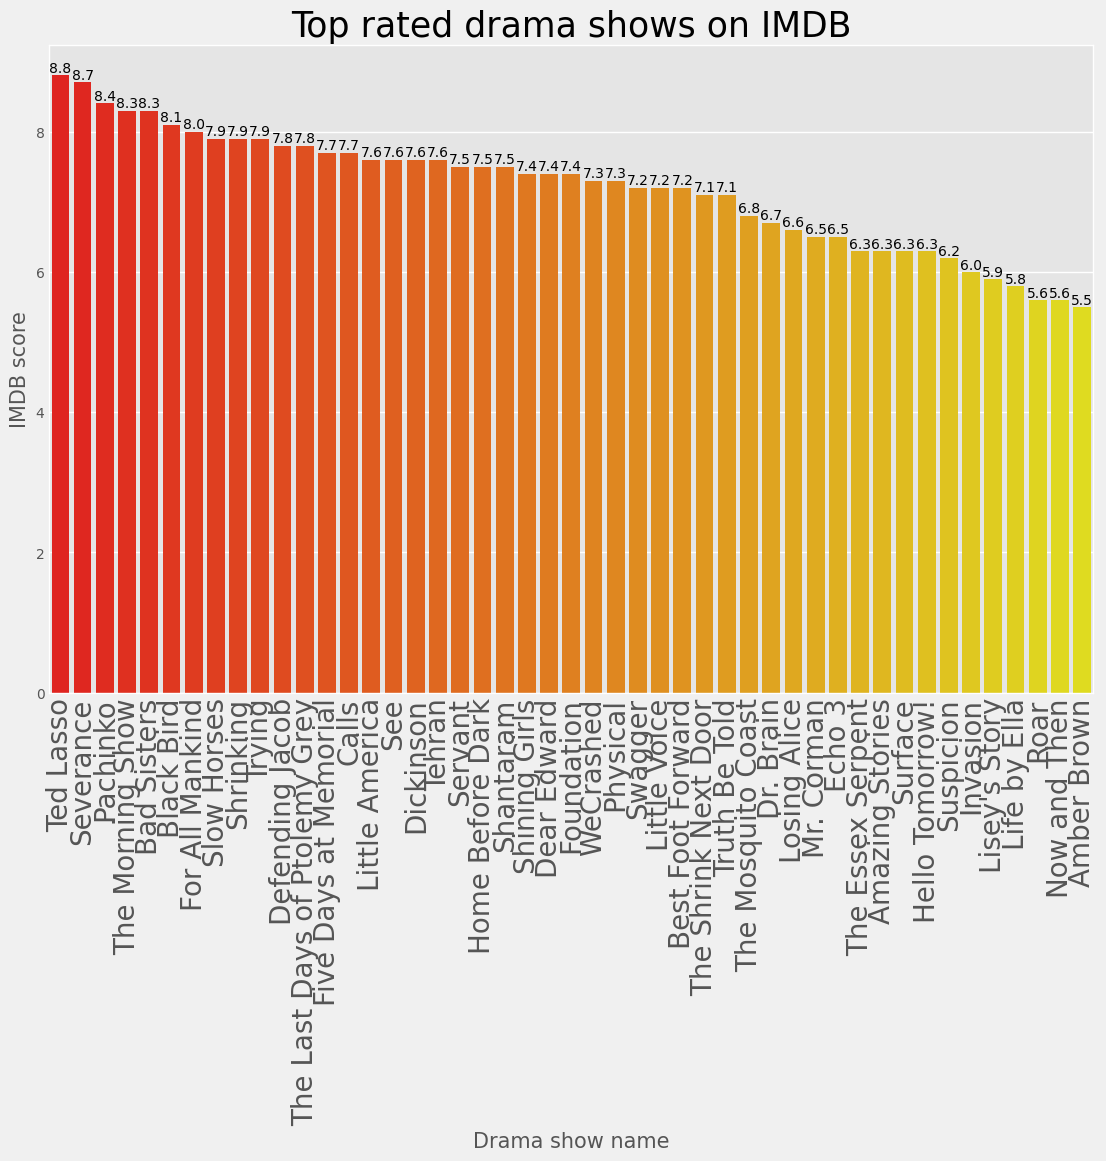 Top rated drama shows on IMDB
8.8
8.7
8.4
8.3
8.3
8.1
8.0
7.9
7.9
7.9
7.8
7.8
7.7
7.7
7.6
7.6
7.6
7.6
7.5
7.5
7.5
7.4
7.4
7.4
7.3
7.3
7.2
7.2
7.2
7.1
7.1
6.8
6.7
6.6
6.5
6.5
6.3
6.3
6.3
6.3
6.2
6.0
5.9
5.8
5.6
5.6
5.5
IMDB score
8
6
4
2
0
Ted Lasso
Severance
Pachinko
The Morning Show
Bad Sisters
Black Bird
For All Mankind
Slow Horses
Shrinking
Trying
Defending Jacob
The Last Days of Ptolemy Grey
Five Days at Memorial
Calls
Little America
See
Dickinson
Tehran
Servant
Home Before Dark
Shantaram
Shining Girls
Dear Edward
Foundation
WeCrashed
Physical
Swagger
Little Voice
Best Foot Forward
The Shrink Next Door
Truth Be Told
The Mosquito Coast
Dr. Brain
Losing Alice
Mr. Corman
Echo 3
The Essex Serpent
Amazing Stories
Surface
Hello Tomorrow!
Suspicion
Invasion
Lisey's Story
Life by Ella
Roar
Now and Then
Amber Brown
Drama show name